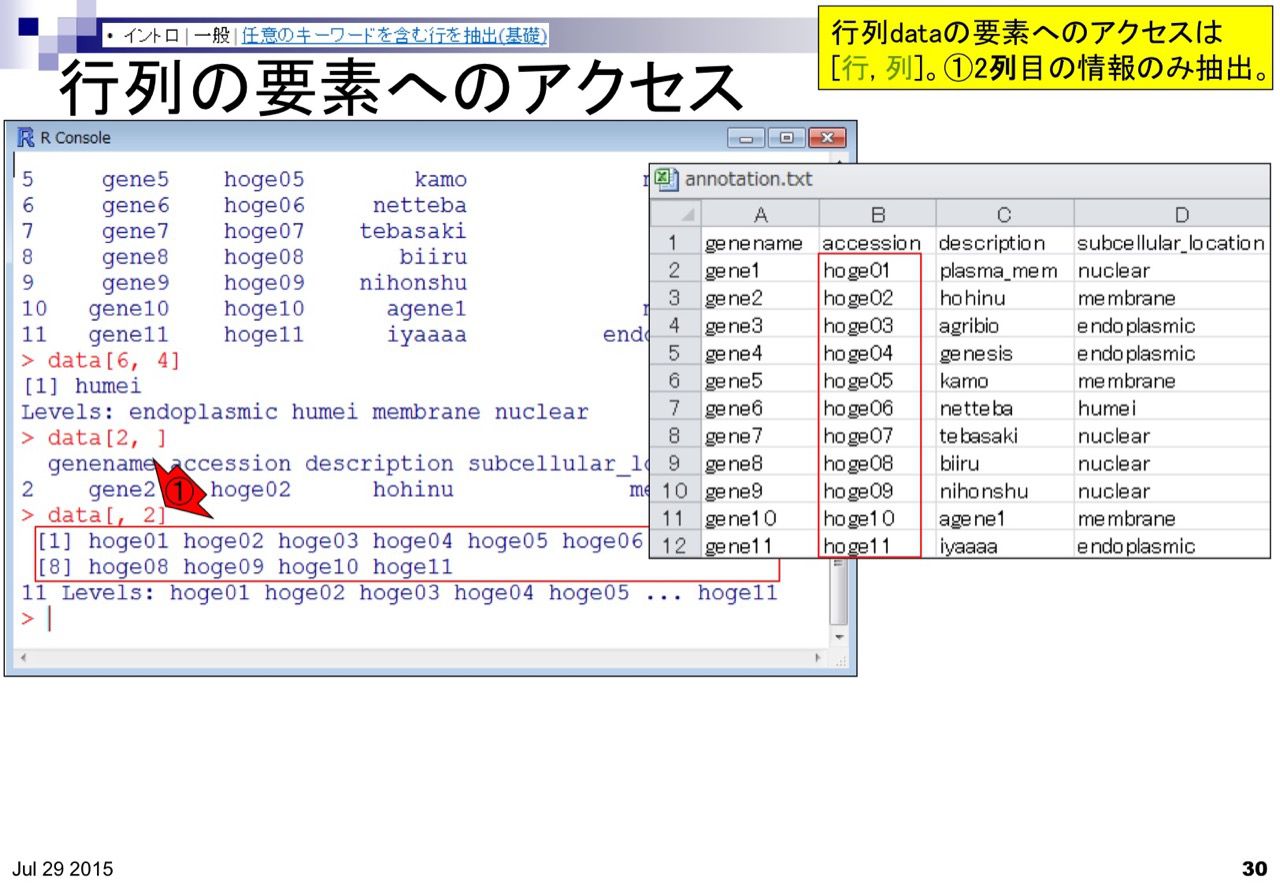 • イントロ | 一般 | 任意のキーワードを含む行を抽出(基礎)
行列の要素へのアクセス
行列dataの要素へのアクセスは
[行, 列]。①2列目の情報のみ抽出。
R Console
5 gene5 hoge05 kamo
6 gene6 hoge06 netteba
7 gene7 hoge07 tebasaki
8 gene8 hoge08 biiru
9 gene9 hoge09 nihonshu
10 gene10 hoge10 agene1
11 gene11 hoge11 iyaaaa endo
> data[6, 4]
[1] humei
Levels: endoplasmic humei membrane nuclear
> data[2, ]
genename accession description subcellular_lo
2 gene2 hoge02 hohinu me
①
> data[, 2]
[1] hoge01 hoge02 hoge03 hoge04 hoge05 hoge06
[8] hoge08 hoge09 hoge10 hoge11
11 Levels: hoge01 hoge02 hoge03 hoge04 hoge05 ... hoge11
>
annotation.txt
A B C D
1 genename accession description subcellular_location
2 gene1 hoge01 plasma_mem nuclear
3 gene2 hoge02 hohinu membrane
4 gene3 hoge03 agribio endoplasmic
5 gene4 hoge04 genesis endoplasmic
6 gene5 hoge05 kamo membrane
7 gene6 hoge06 netteba humei
8 gene7 hoge07 tebasaki nuclear
9 gene8 hoge08 biiru nuclear
10 gene9 hoge09 nihonshu nuclear
11 gene10 hoge10 agene1 membrane
12 gene11 hoge11 iyaaaa endoplasmic
Jul 29 2015
30